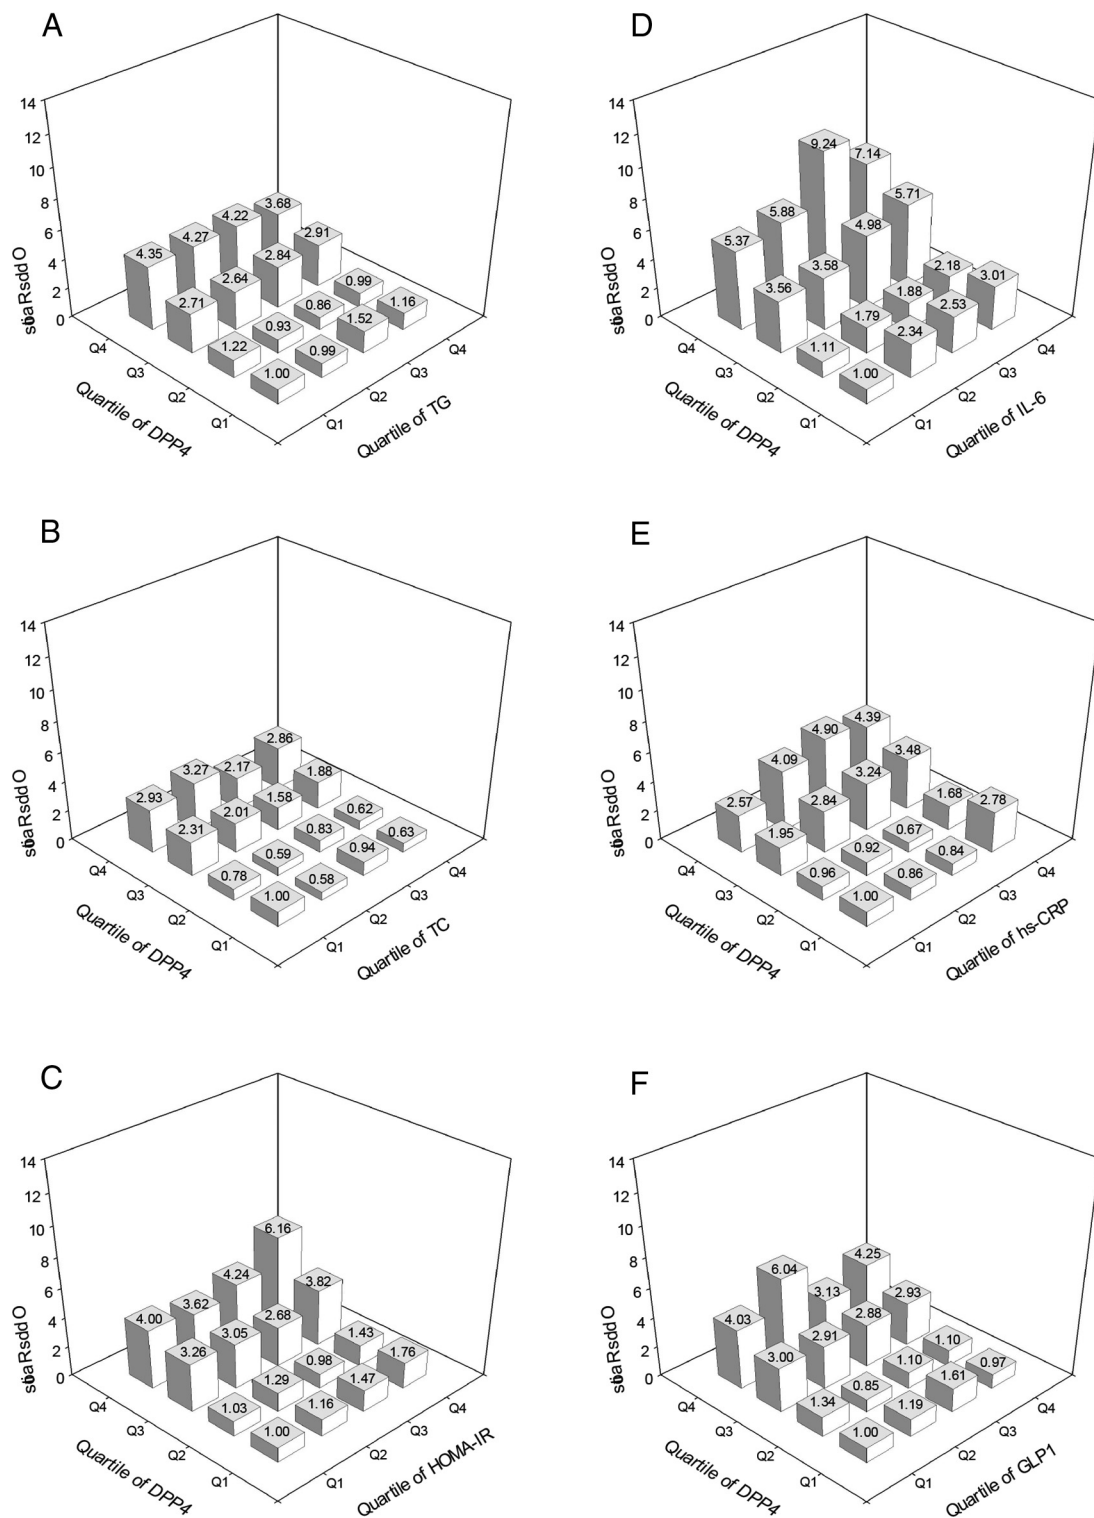 A
14
12
10
8
6
4
2
0
Odds Ratios
3.68
4.22
2.91
4.27
2.84
0.99
4.35
2.64
0.86
1.16
2.71
0.93
1.52
1.22
0.99
1.00
Q4
Q3
Q2
Q1
Quartile of DPP4
Q1
Q2
Q3
Q4
Quartile of TG
D
14
12
10
8
6
4
2
0
Odds Ratios
7.14
9.24
5.71
5.88
4.98
2.18
5.37
3.58
1.88
3.01
3.56
1.79
2.53
1.11
2.34
1.00
Q4
Q3
Q2
Q1
Quartile of DPP4
Q1
Q2
Q3
Q4
Quartile of IL-6
B
14
12
10
8
6
4
2
0
Odds Ratios
2.86
2.17
1.88
3.27
1.58
0.62
2.93
2.01
0.83
0.63
2.31
0.59
0.94
0.78
0.58
1.00
Q4
Q3
Q2
Q1
Quartile of DPP4
Q1
Q2
Q3
Q4
Quartile of TC
E
14
12
10
8
6
4
2
0
Odds Ratios
4.39
4.90
3.48
4.09
3.24
1.68
2.57
2.84
0.67
2.78
1.95
0.92
0.84
0.96
0.86
1.00
Q4
Q3
Q2
Q1
Quartile of DPP4
Q1
Q2
Q3
Q4
Quartile of hs-CRP
C
14
12
10
8
6
4
2
0
Odds Ratios
6.16
4.24
3.82
3.62
2.68
1.43
4.00
3.05
0.98
1.76
3.26
1.29
1.47
1.03
1.16
1.00
Q4
Q3
Q2
Q1
Quartile of DPP4
Q1
Q2
Q3
Q4
Quartile of HOMA-IR
F
14
12
10
8
6
4
2
0
Odds Ratios
4.25
3.13
2.93
6.04
2.88
1.10
4.03
2.91
1.10
0.97
3.00
0.85
1.61
1.34
1.19
1.00
Q4
Q3
Q2
Q1
Quartile of DPP4
Q1
Q2
Q3
Q4
Quartile of GLP1